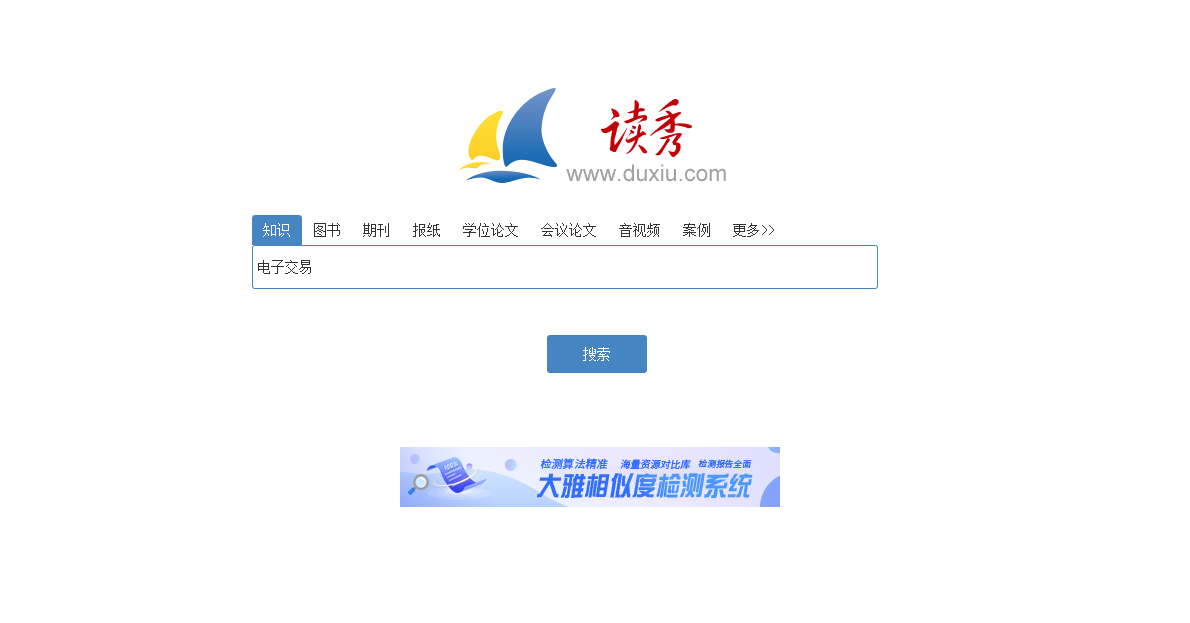 读秀
www.duxiu.com
知识 图书 期刊 报纸 学位论文 会议论文 音视频 案例 更多>>
电子交易
搜索
检测算法精准 海量资源对比库 检测报告全面
大雅相似度检测系统